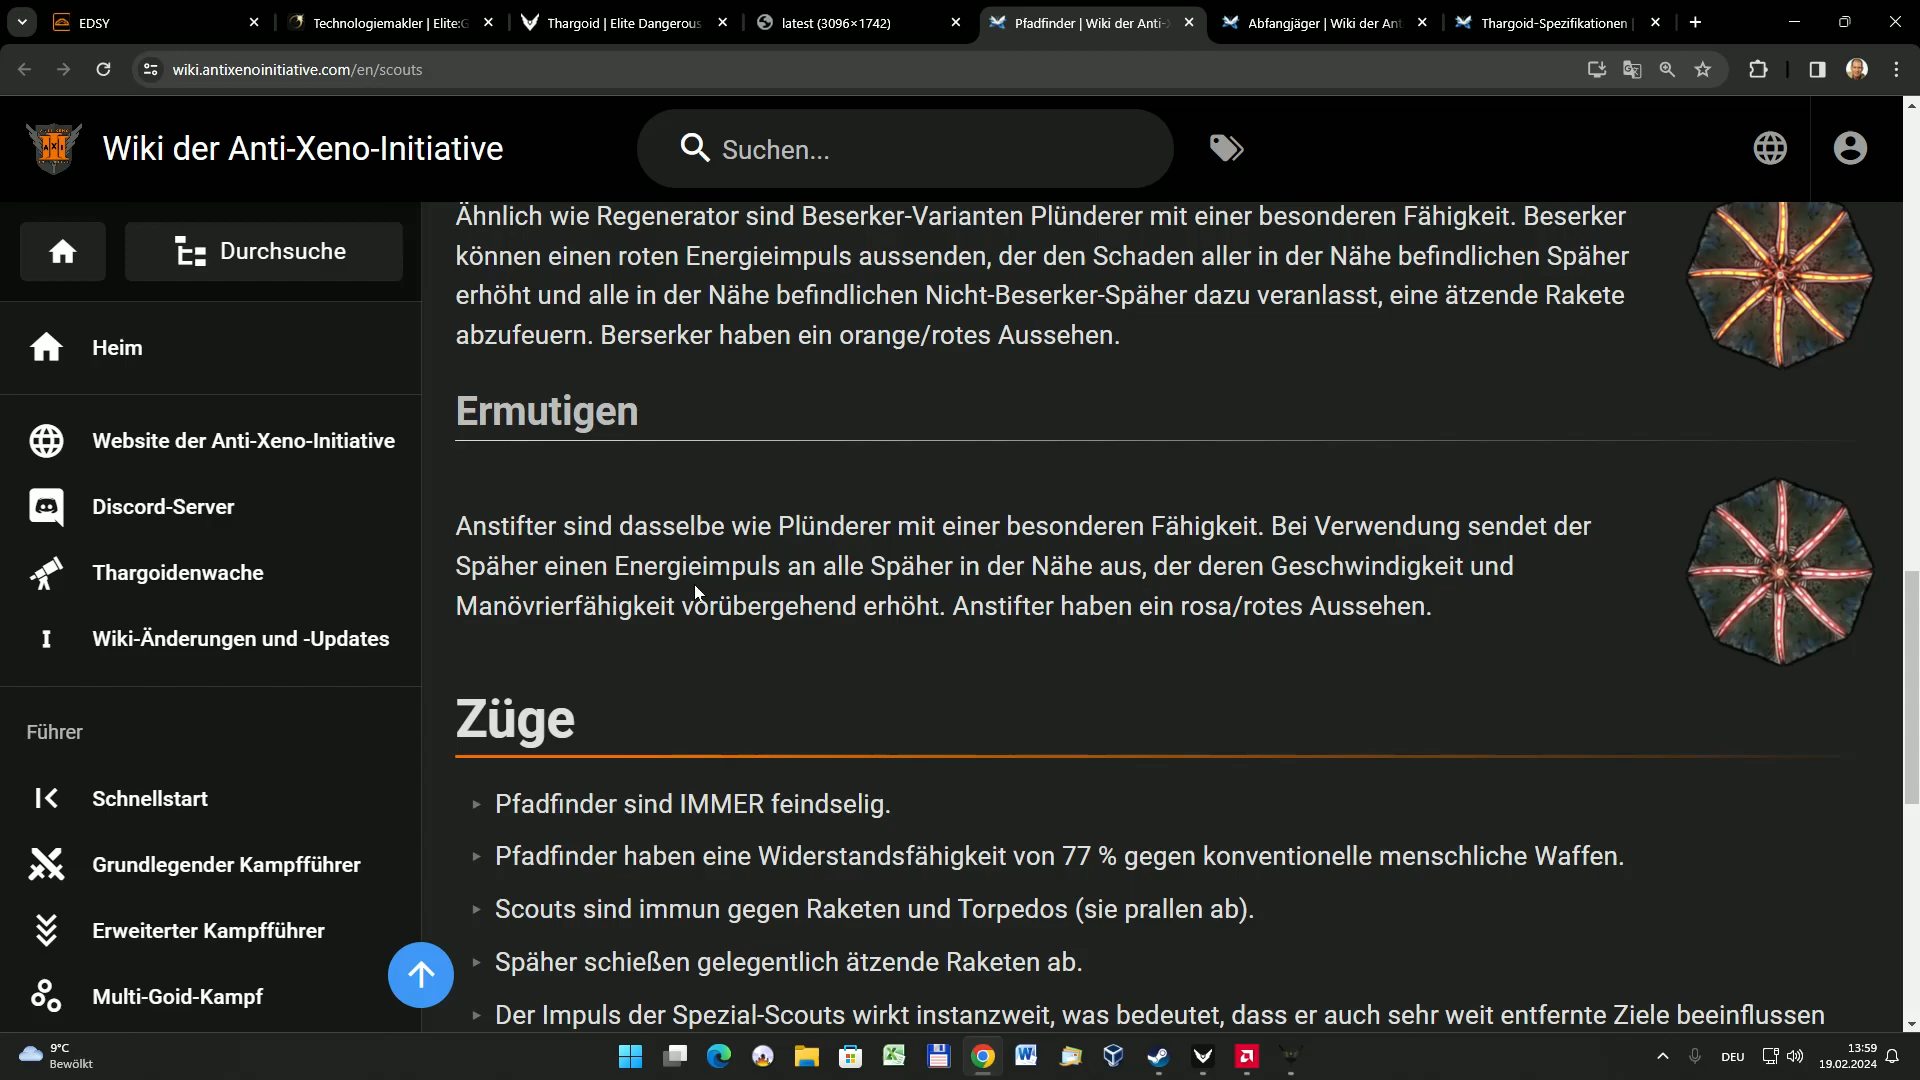 EDSY
Technologiemakler | Elite:G
Thargoid | Elite Dangerous
latest (3096×1742)
Pfadfinder | Wiki der Anti-X
Abfangjäger | Wiki der Ant
Thargoid-Spezifikationen |
wiki.antixenoinitiative.com/en/scouts
AXI
Wiki der Anti-Xeno-Initiative
Suchen...
Durchsuche
Heim
Website der Anti-Xeno-Initiative
Discord-Server
Thargoidenwache
Wiki-Änderungen und -Updates
Führer
Schnellstart
Grundlegender Kampfführer
Erweiterter Kampfführer
Multi-Goid-Kampf
Ähnlich wie Regenerator sind Beserker-Varianten Plünderer mit einer besonderen Fähigkeit. Beserker
können einen roten Energieimpuls aussenden, der den Schaden aller in der Nähe befindlichen Späher
erhöht und alle in der Nähe befindlichen Nicht-Beserker-Späher dazu veranlasst, eine ätzende Rakete
abzufeuern. Berserker haben ein orange/rotes Aussehen.
Ermutigen
Anstifter sind dasselbe wie Plünderer mit einer besonderen Fähigkeit. Bei Verwendung sendet der
Späher einen Energieimpuls an alle Späher in der Nähe aus, der deren Geschwindigkeit und
Manövrierfähigkeit vorübergehend erhöht. Anstifter haben ein rosa/rotes Aussehen.
Züge
Pfadfinder sind IMMER feindselig.
Pfadfinder haben eine Widerstandsfähigkeit von 77 % gegen konventionelle menschliche Waffen.
Scouts sind immun gegen Raketen und Torpedos (sie prallen ab).
Späher schießen gelegentlich ätzende Raketen ab.
Der Impuls der Spezial-Scouts wirkt instanzweit, was bedeutet, dass er auch sehr weit entfernte Ziele beeinflussen
9°C
Bewölkt
DEU
13:59
19.02.2024